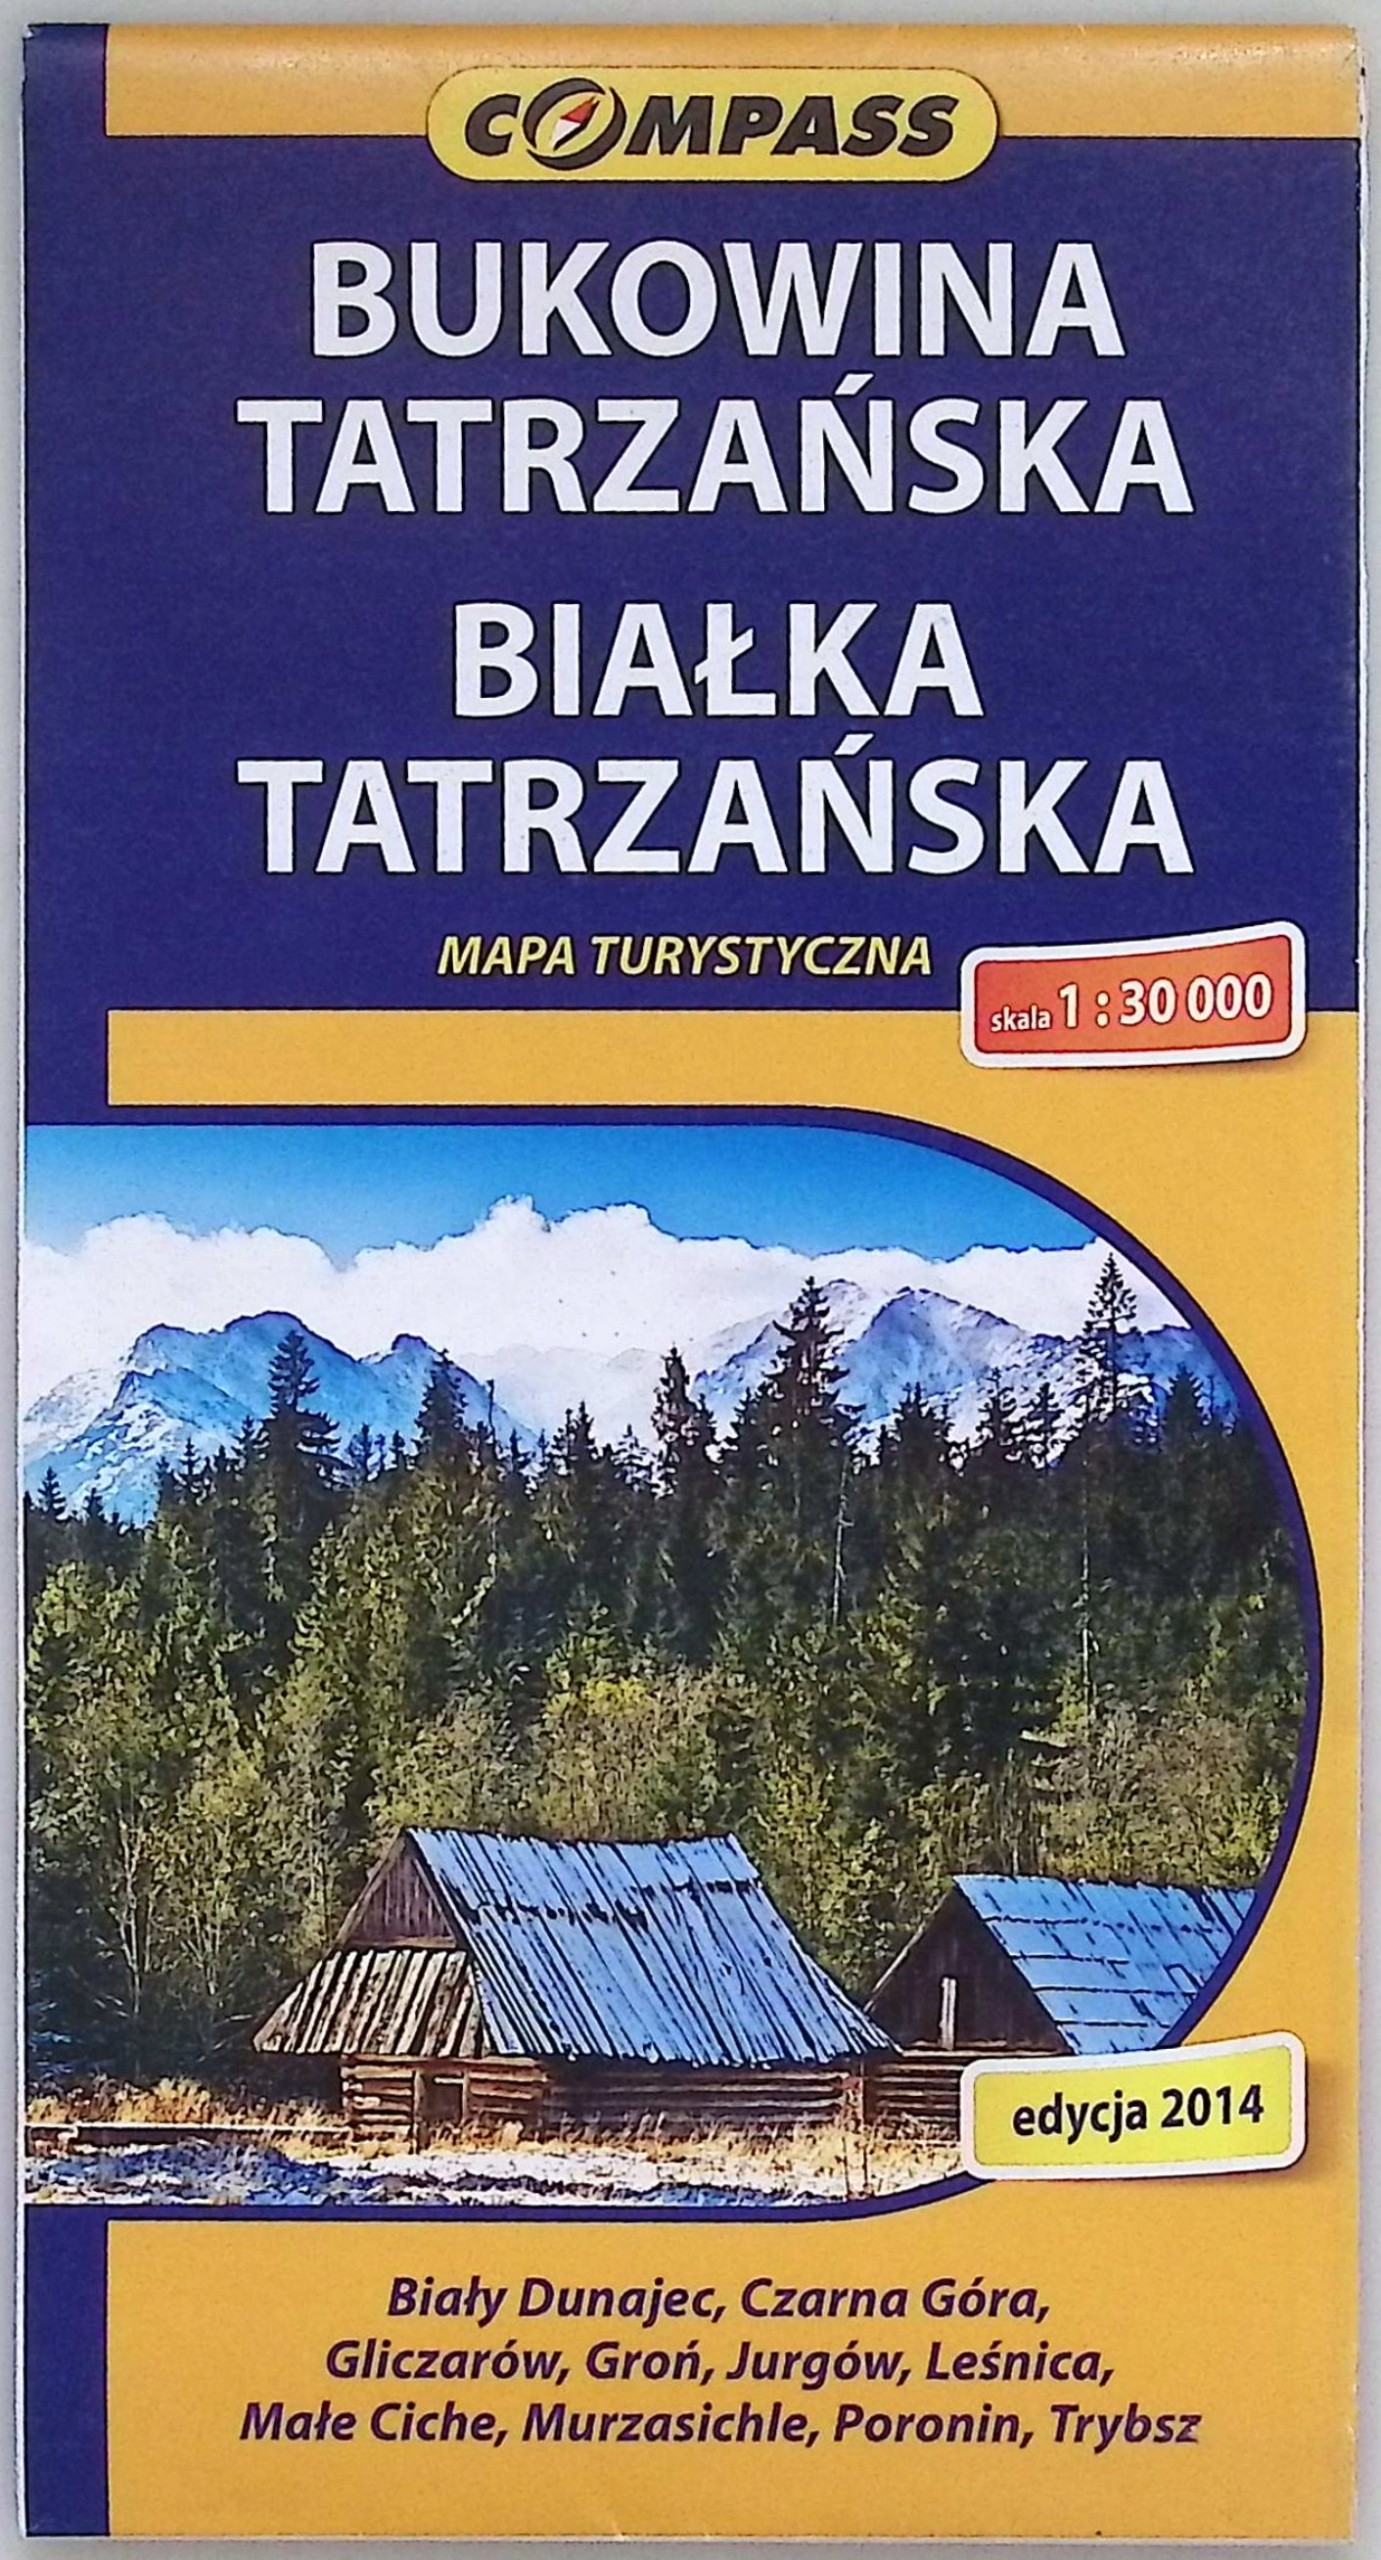 COMPASS
BUKOWINA
TATRZAŃSKA
BIAŁKA
TATRZAŃSKA
MAPA TURYSTYCZNA
skala 1 : 30 000
edycja 2014
Biały Dunajec, Czarna Góra,
Gliczarów, Groń, Jurgów, Leśnica,
Małe Ciche, Murzasichle, Poronin, Trybsz